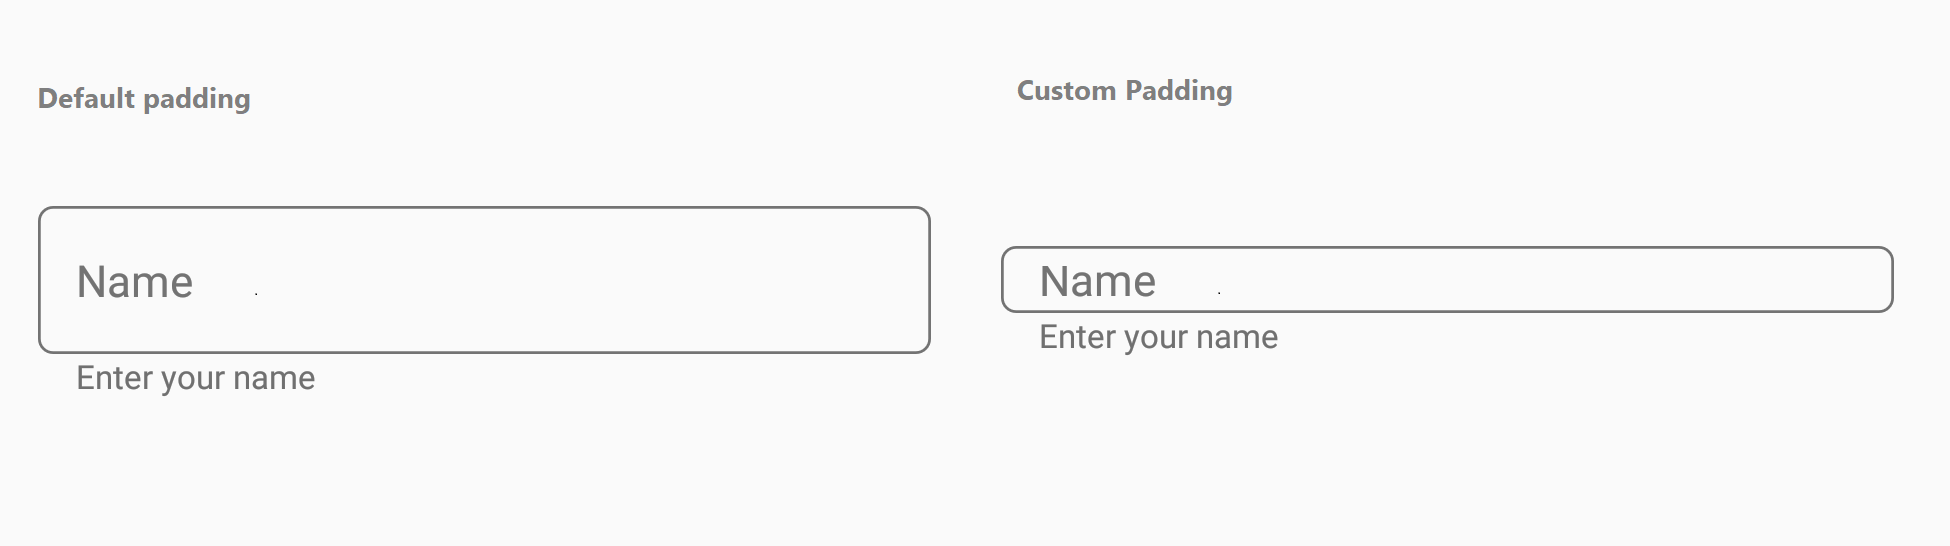 Default padding
Name
Enter your name
Custom Padding
Name
Enter your name